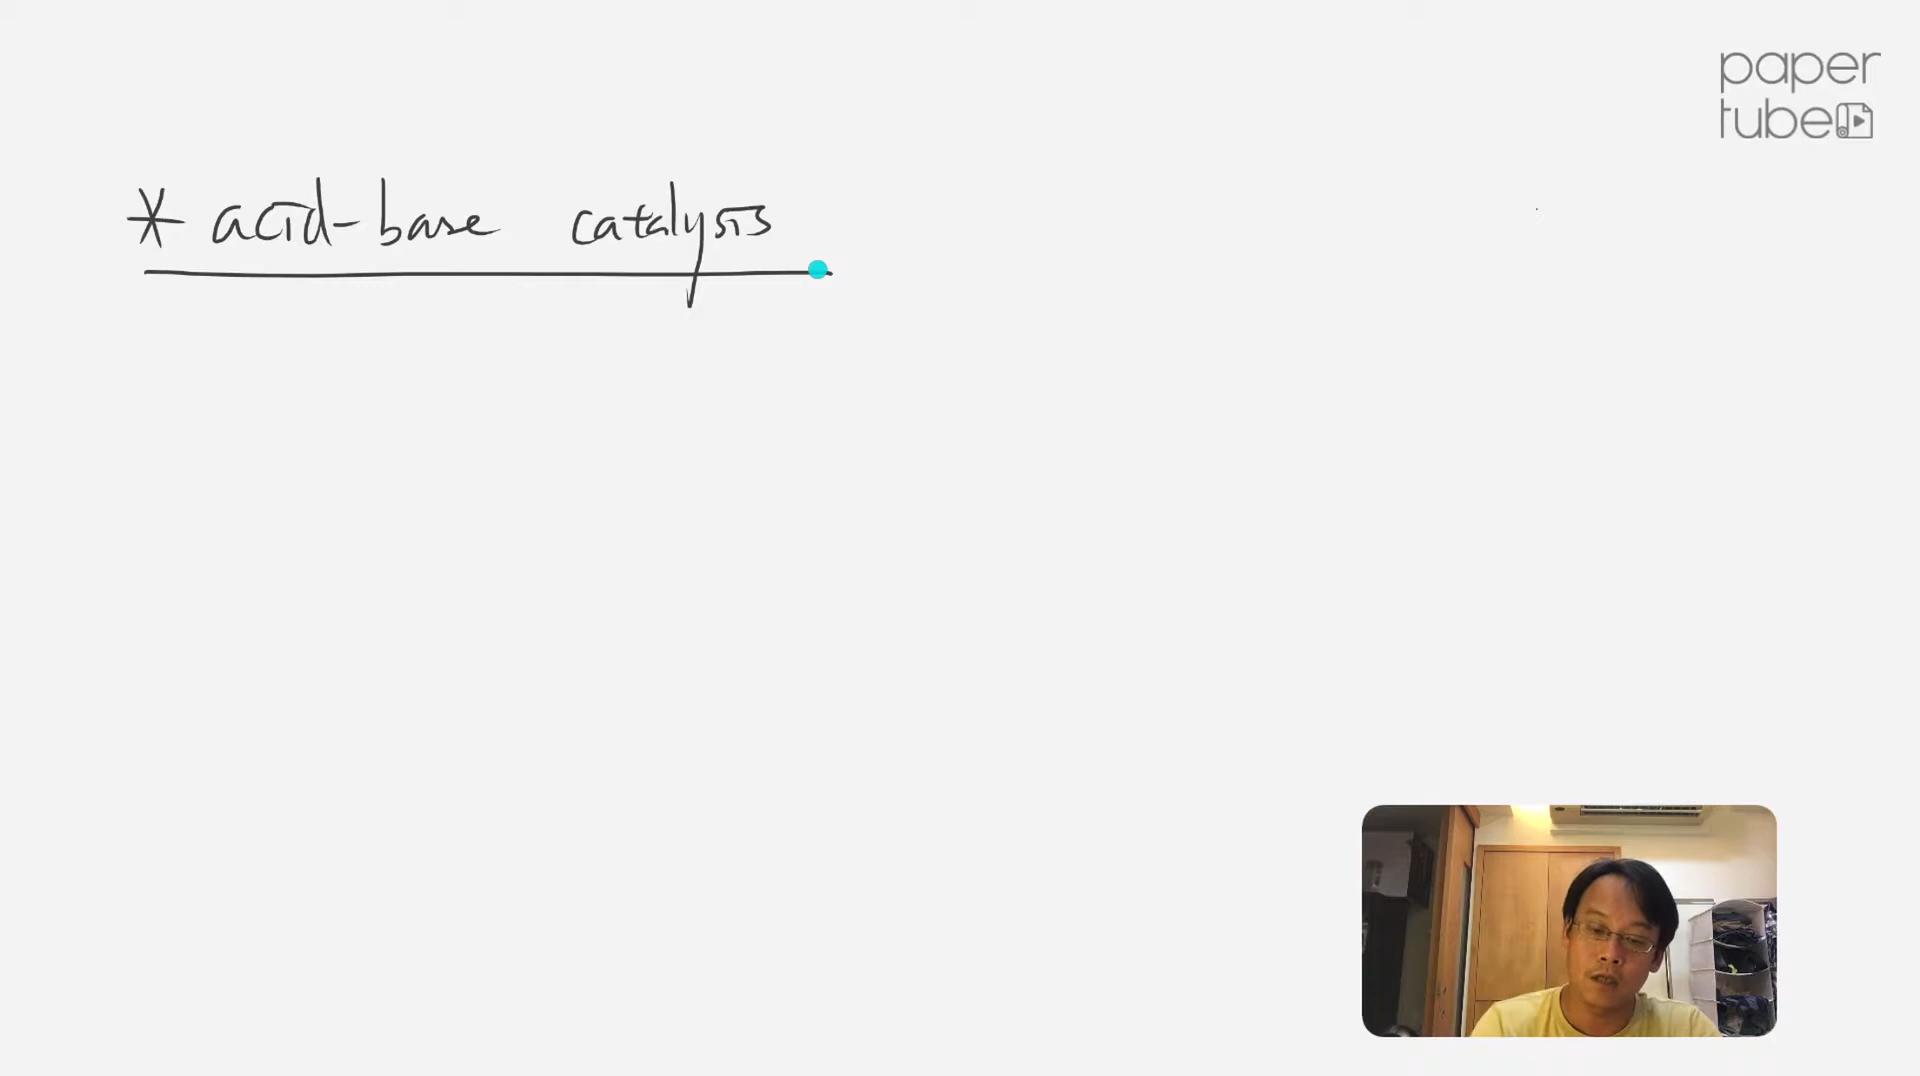 paper
tube
* acid-base catalysis